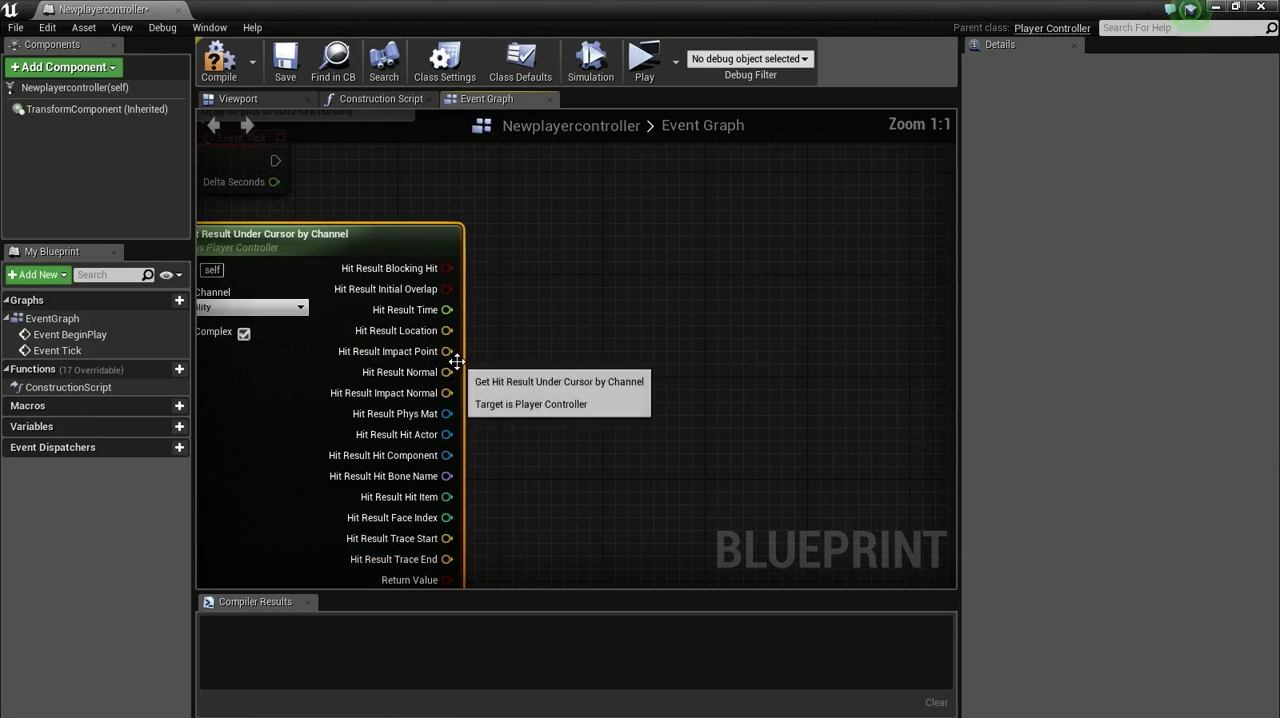 Newplayercontroller*
File Edit Asset View Debug Window Help
Parent class: Player Controller
Search For Help
Components
+ Add Component
Newplayercontroller(self)
TransformComponent (Inherited)
Compile
Save
Find in CB
Search
Class Settings
Class Defaults
Simulation
Play
No debug object selected
Debug Filter
Details
Viewport
Construction Script
Event Graph
Newplayercontroller > Event Graph
Zoom 1:1
Event Tick
Delta Seconds
t Result Under Cursor by Channel
is Player Controller
self
Channel
ility
Complex
Hit Result Blocking Hit
Hit Result Initial Overlap
Hit Result Time
Hit Result Location
Hit Result Impact Point
Hit Result Normal
Hit Result Impact Normal
Hit Result Phys Mat
Hit Result Hit Actor
Hit Result Hit Component
Hit Result Hit Bone Name
Hit Result Hit Item
Hit Result Face Index
Hit Result Trace Start
Hit Result Trace End
Return Value
Get Hit Result Under Cursor by Channel
Target is Player Controller
BLUEPRINT
My Blueprint
+ Add New
Search
Graphs
EventGraph
Event BeginPlay
Event Tick
Functions (17 Overridable)
ConstructionScript
Macros
Variables
Event Dispatchers
Compiler Results
Clear